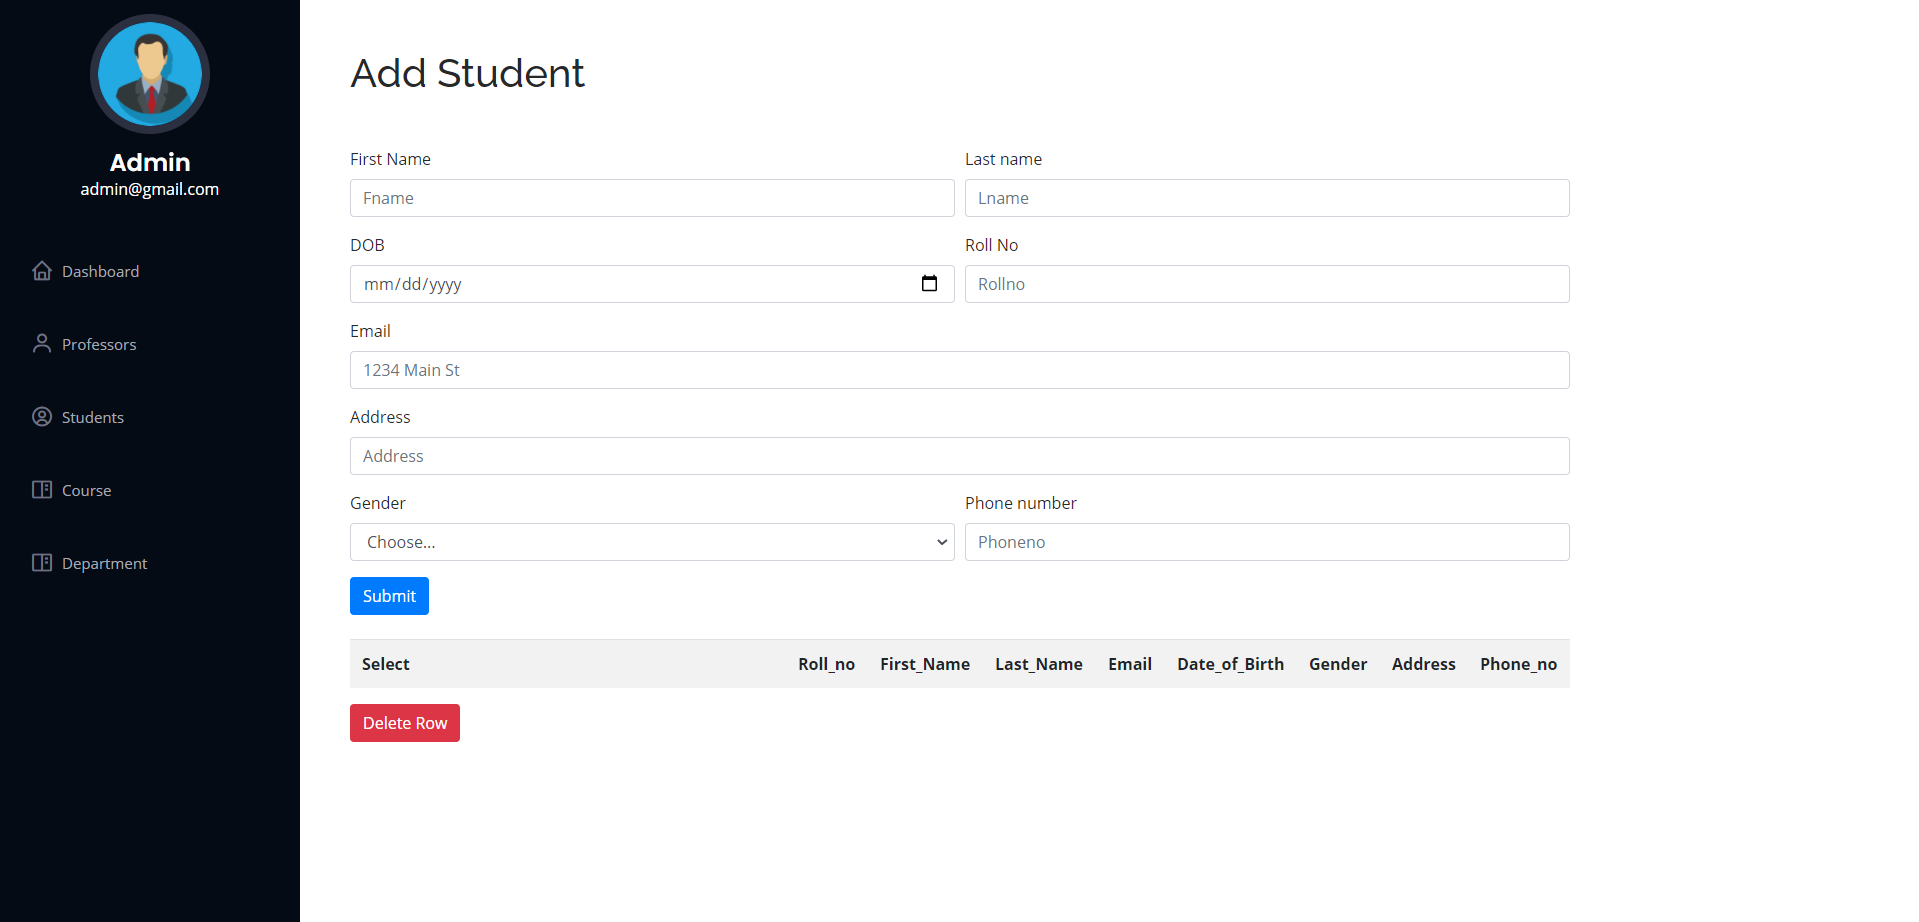 Admin
admin@gmail.com
Dashboard
Professors
Students
Course
Department
Add Student
First Name
Last name
Fname
Lname
DOB
Roll No
mm/dd/yyyy
Rollno
Email
1234 Main St
Address
Address
Gender
Phone number
Choose...
Phoneno
Submit
Select Roll_no First_Name Last_Name Email Date_of_Birth Gender Address Phone_no
Delete Row